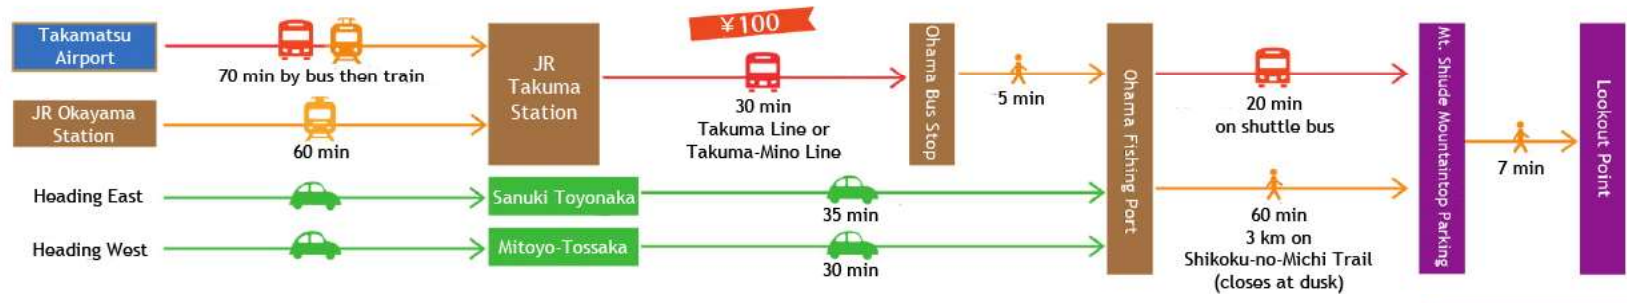 Takamatsu
Airport
70 min by bus then train
JR Okayama
Station
60 min
JR
Takuma
Station
¥100
30 min
Takuma Line or
Takuma-Mino Line
Ohama Bus Stop
5 min
Ohama Fishing Port
20 min
on shuttle bus
60 min
3 km on
Shikoku-no-Michi Trail
(closes at dusk)
Mt. Shiude Mountaintop Parking
7 min
Lookout Point
Heading East
Sanuki Toyonaka
35 min
Heading West
Mitoyo-Tossaka
30 min